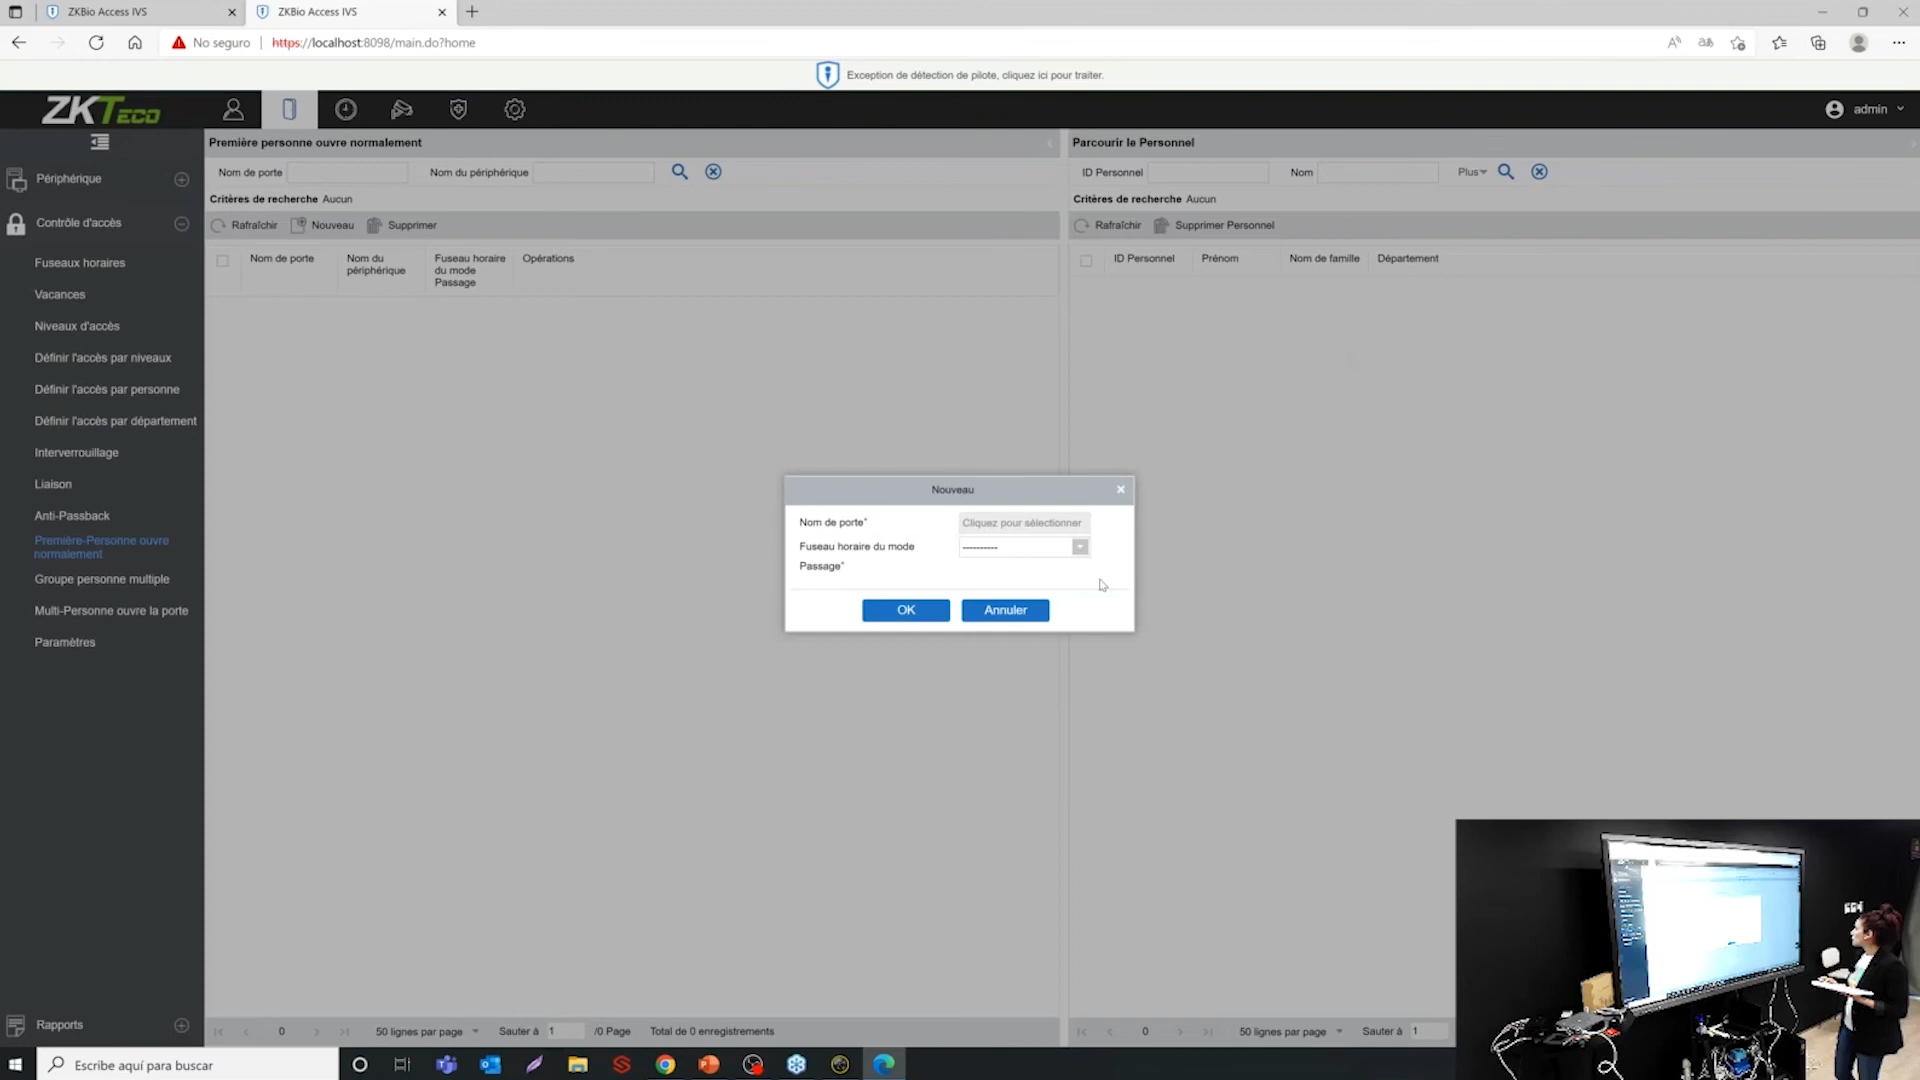 ZKBio Access IVS
ZKBio Access IVS
No seguro
https://localhost:8098/main.do?home
Exception de détection de pilote, cliquez ici pour traiter.
ZKTeco
admin
Première personne ouvre normalement
Parcourir le Personnel
Périphérique
Nom de porte
Nom du périphérique
ID Personnel
Nom
Plus
Critères de recherche Aucun
Critères de recherche Aucun
Contrôle d'accès
Rafraîchir
Nouveau
Supprimer
Rafraîchir
Supprimer Personnel
Nom de porte
Nom du
périphérique
Fuseau horaire
du mode
Passage
Opérations
ID Personnel
Prénom
Nom de famille
Département
Fuseaux horaires
Vacances
Niveaux d'accès
Définir l'accès par niveaux
Définir l'accès par personne
Définir l'accès par département
Interverrouillage
Liaison
Anti-Passback
Première-Personne ouvre
normalement
Groupe personne multiple
Multi-Personne ouvre la porte
Paramètres
Nouveau
Nom de porte*
Cliquez pour sélectionner
Fuseau horaire du mode
Passage*
----------
OK
Annuler
Rapports
0
50 lignes par page
Sauter à
1
/0 Page
Total de 0 enregistrements
0
50 lignes par page
Sauter à
1
Escribe aquí para buscar